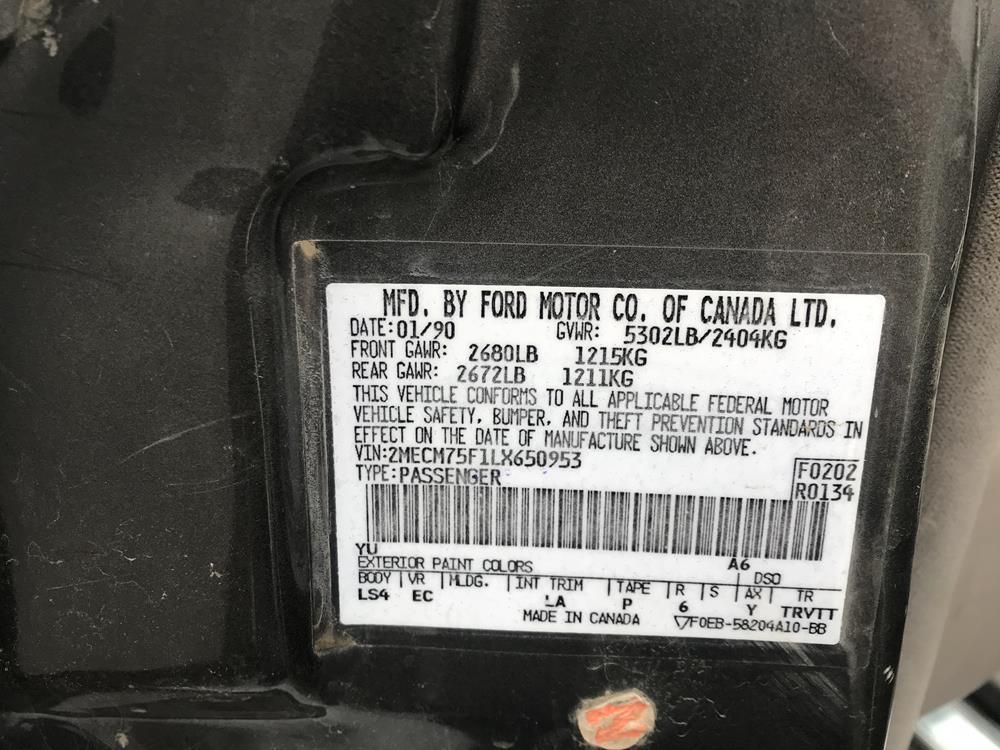 MFD. BY FORD MOTOR CO. OF CANADA LTD.
DATE:01/90 GVWR: 5302LB/2404KG
FRONT GAWR: 2680LB 1215KG
REAR GAWR: 2672LB 1211KG
THIS VEHICLE CONFORMS TO ALL APPLICABLE FEDERAL MOTOR
VEHICLE SAFETY, BUMPER, AND THEFT PREVENTION STANDARDS IN
EFFECT ON THE DATE OF MANUFACTURE SHOWN ABOVE.
VIN:2MECM75F1LX650953
TYPE:PASSENGER
F0202
R0134
YU A6
EXTERIOR PAINT COLORS DSO
BODY VR MLDG. INT TRIM TAPE R S AX TR
LS4 EC LA P 6 Y TRVTT
MADE IN CANADA ▽F0EB-58204A10-BB